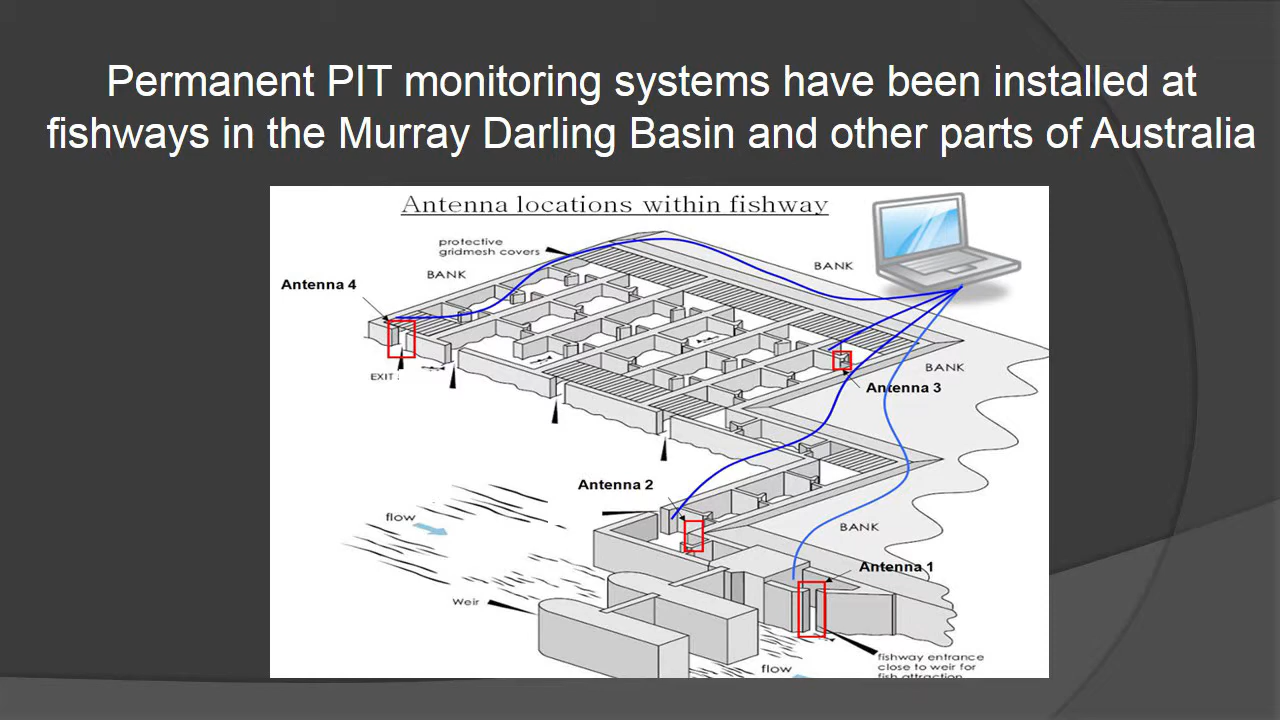 Permanent PIT monitoring systems have been installed at
fishways in the Murray Darling Basin and other parts of Australia
Antenna locations within fishway
protective
gridmesh covers
BANK
BANK
Antenna 4
EXIT
BANK
Antenna 3
Antenna 2
flow
BANK
Antenna 1
Weir
fishway entrance
close to weir for
fish attraction
flow